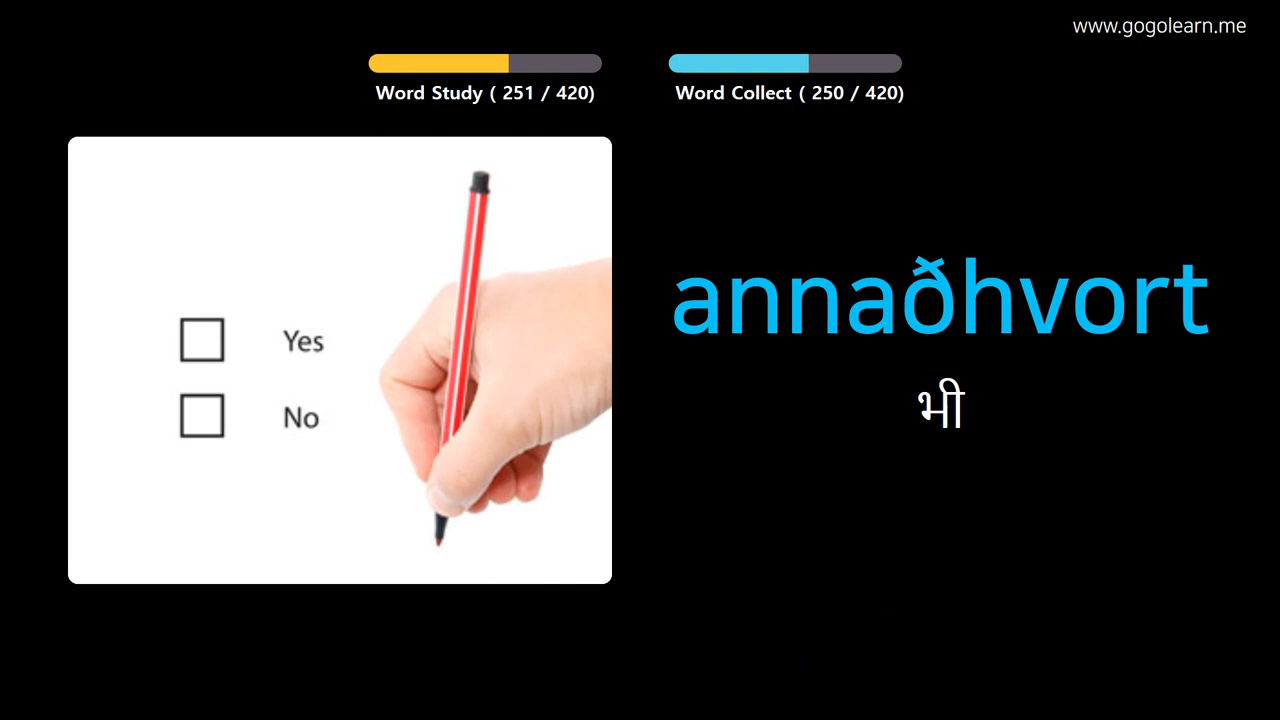 www.gogolearn.me
Word Study ( 251 / 420)
Word Collect ( 250 / 420)
Yes
No
annaðhvort
भी